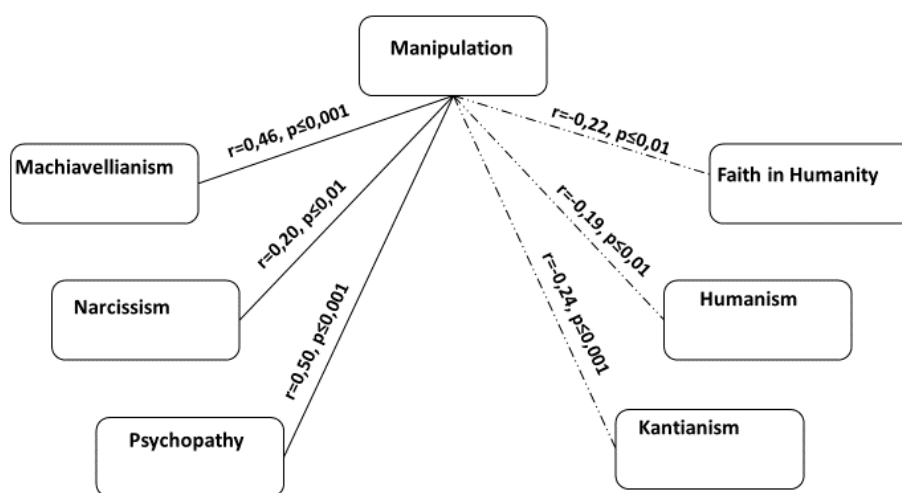 Manipulation
r=0,46, p≤0,001
r=-0,22, p≤0,01
Machiavellianism
Faith in Humanity
r=0,20, p≤0,01
r=-0,19, p≤0,01
Narcissism
Humanism
r=0,50, p≤0,001
r=-0,24, p≤0,001
Psychopathy
Kantianism